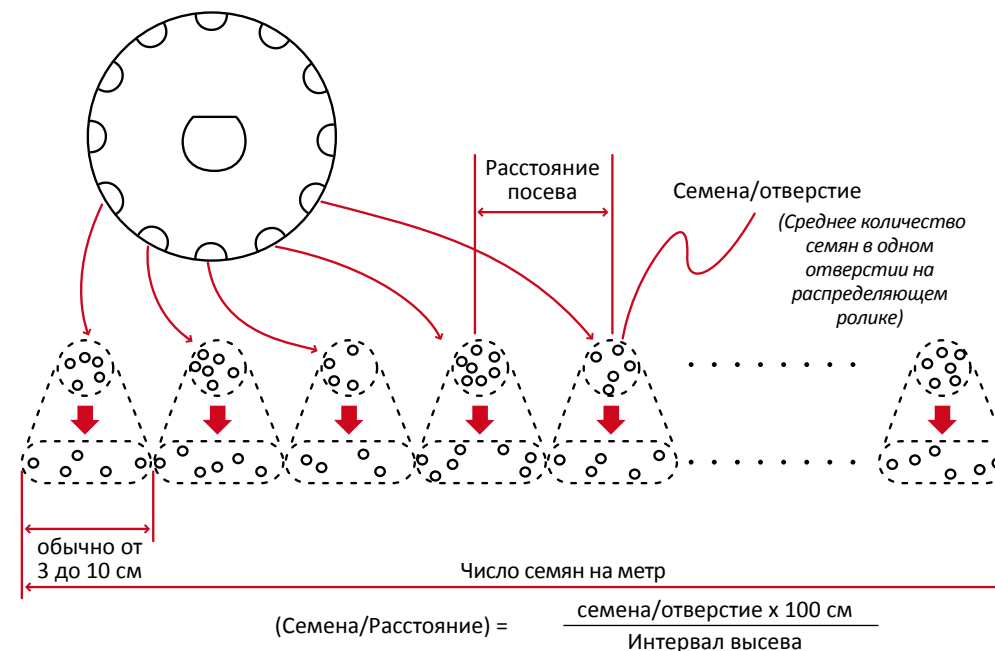 Расстояние
посева
Семена/отверстие
(Среднее количество
семян в одном
отверстии на
распределяющем
ролике)
обычно от
3 до 10 см
Число семян на метр
(Семена/Расстояние) =
семена/отверстие x 100 см
Интервал высева